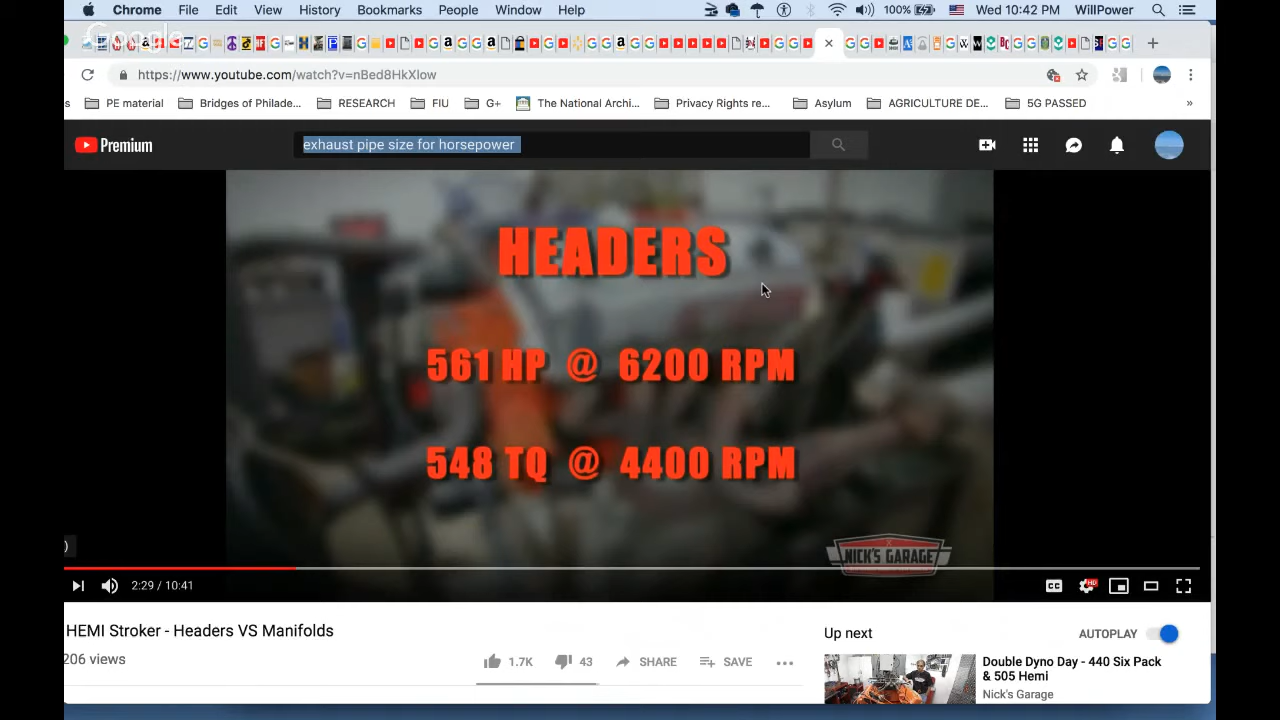 Chrome File Edit View History Bookmarks People Window Help 100% Wed 10:42 PM WillPower
Google
https://www.youtube.com/watch?v=nBed8HkXlow
PE material Bridges of Philade... RESEARCH FIU G+ The National Archi... Privacy Rights re... Asylum AGRICULTURE DE... 5G PASSED »
Premium exhaust pipe size for horsepower
HEADERS
561 HP @ 6200 RPM
548 TQ @ 4400 RPM
NICK'S GARAGE
2:29 / 10:41 CC HD
HEMI Stroker - Headers VS Manifolds
206 views
1.7K 43 SHARE SAVE
Up next AUTOPLAY
Double Dyno Day - 440 Six Pack
& 505 Hemi
Nick's Garage